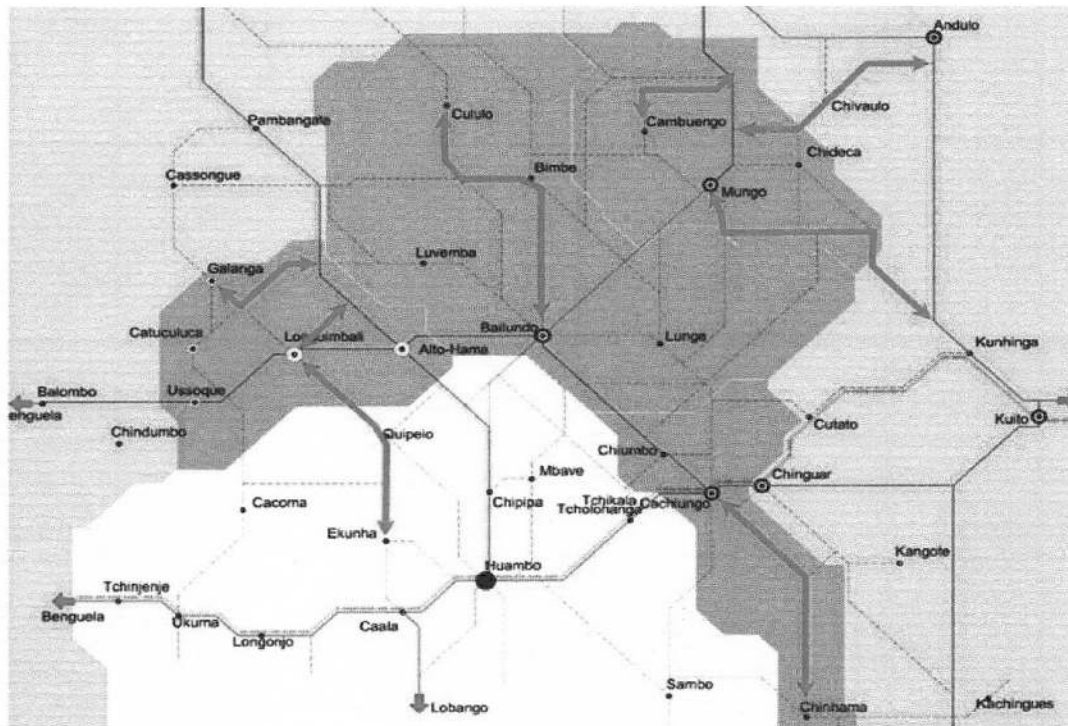 Andulo
Chivaulo
Cululo
Cambuengo
Pambangala
Chideca
Bimbe
Cassongue
Mungo
Luvemba
Galanga
Catuculuca
Bailundo
Lunge
Alto-Hama
Kunhinga
Balombo
Ussoque
enguela
Kuito
Cutato
Chindumbo
Quipeio
Chiumbo
Mbave
Chinguar
Chipipa
Tchikala
Cachiungo
Tcholohanga
Cacoma
Ekunha
Kangote
Huambo
Tchinjenje
Benguela
Ukuma
Caala
Longonjo
Sambo
Lobango
Chinhama
Kachingues